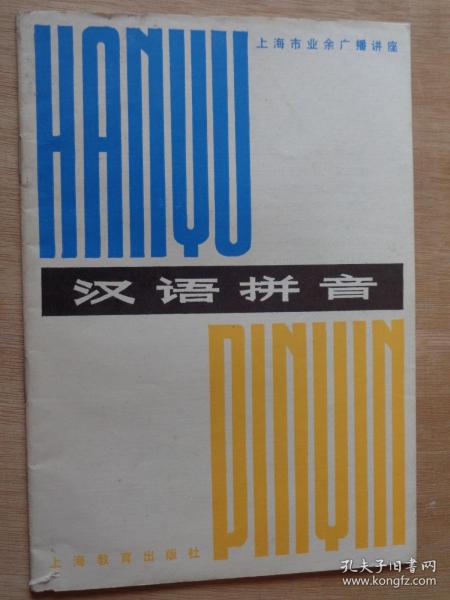 HANYU
上海市业余广播讲座
汉语拼音
PINYIN
上海教育出版社
孔夫子旧书网
www.kongfz.com